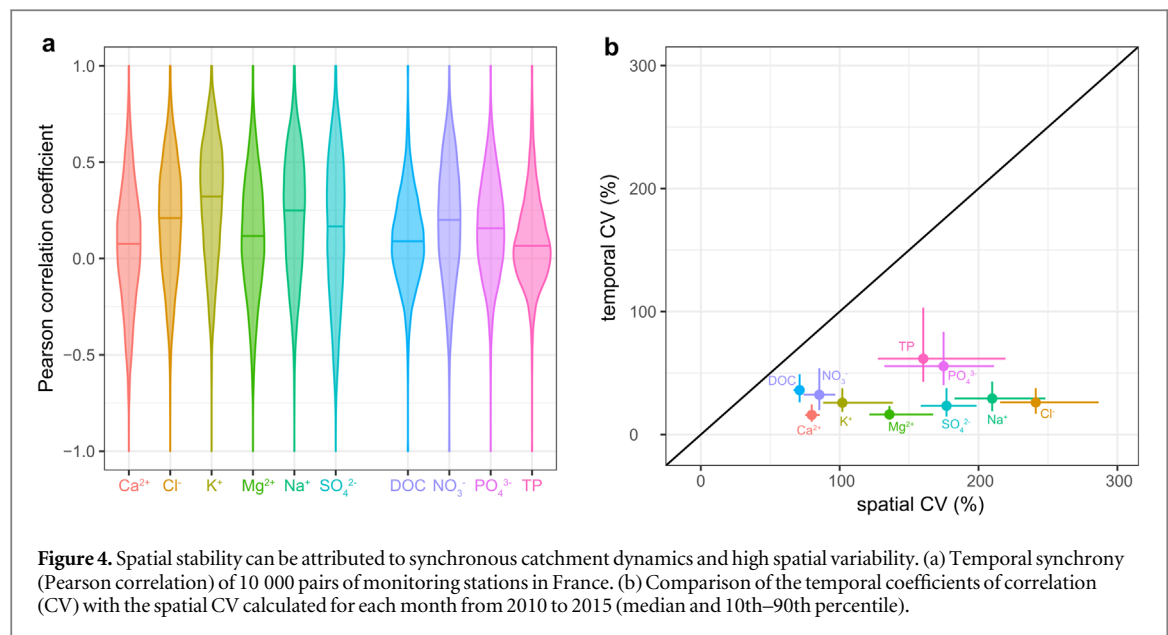 a
Pearson correlation coefficient
1.0
0.5
0.0
−0.5
−1.0
Ca²⁺ Cl⁻ K⁺ Mg²⁺ Na⁺ SO₄²⁻ DOC NO₃⁻ PO₄³⁻ TP
b
temporal CV (%)
300
200
100
0
TP
PO₄³⁻
DOC
NO₃⁻
Ca²⁺
K⁺
Mg²⁺
SO₄²⁻
Na⁺
Cl⁻
0 100 200 300
spatial CV (%)
Figure 4. Spatial stability can be attributed to synchronous catchment dynamics and high spatial variability. (a) Temporal synchrony
(Pearson correlation) of 10 000 pairs of monitoring stations in France. (b) Comparison of the temporal coefficients of correlation
(CV) with the spatial CV calculated for each month from 2010 to 2015 (median and 10th–90th percentile).